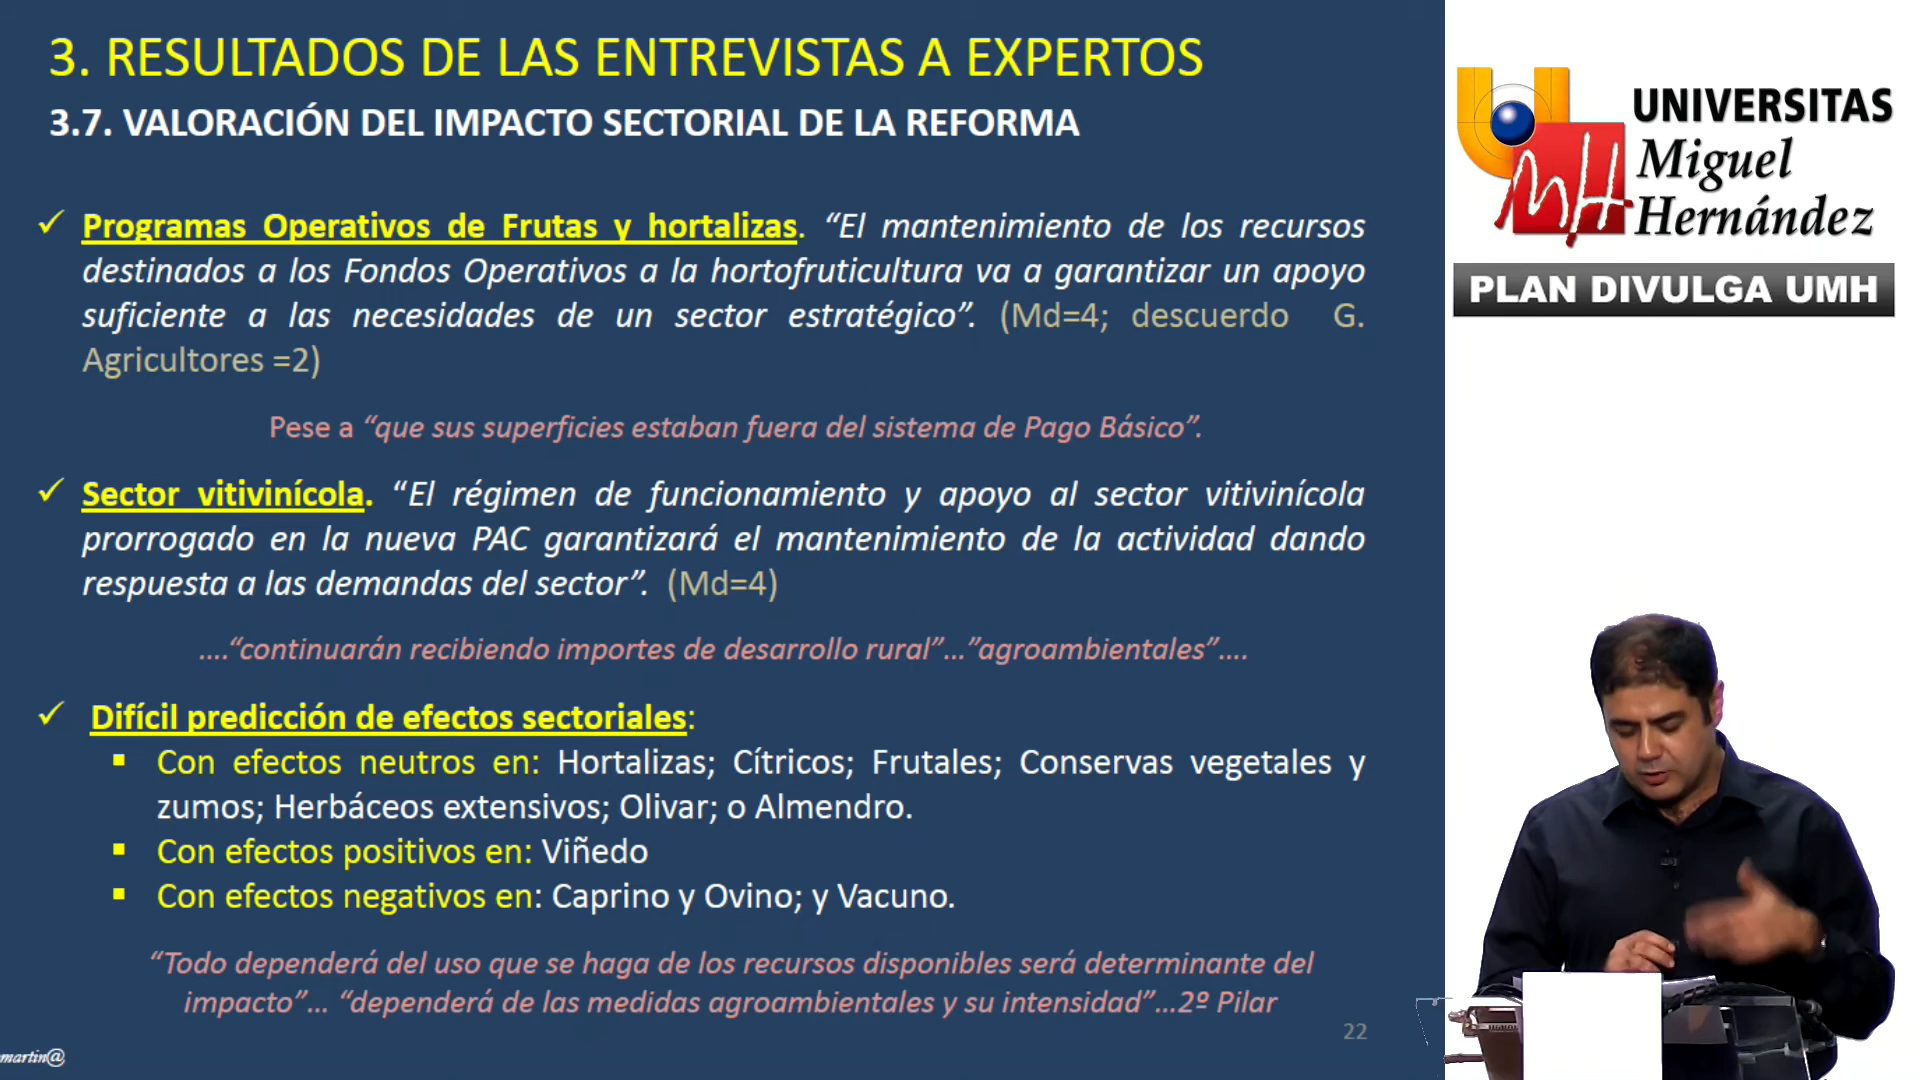 3. RESULTADOS DE LAS ENTREVISTAS A EXPERTOS
3.7. VALORACIÓN DEL IMPACTO SECTORIAL DE LA REFORMA
✓ Programas Operativos de Frutas y hortalizas. “El mantenimiento de los recursos
destinados a los Fondos Operativos a la hortofruticultura va a garantizar un apoyo
suficiente a las necesidades de un sector estratégico”. (Md=4; descuerdo G.
Agricultores =2)
Pese a “que sus superficies estaban fuera del sistema de Pago Básico”.
✓ Sector vitivinícola. “El régimen de funcionamiento y apoyo al sector vitivinícola
prorrogado en la nueva PAC garantizará el mantenimiento de la actividad dando
respuesta a las demandas del sector”. (Md=4)
....“continuarán recibiendo importes de desarrollo rural”...”agroambientales”....
✓ Difícil predicción de efectos sectoriales:
▪ Con efectos neutros en: Hortalizas; Cítricos; Frutales; Conservas vegetales y
zumos; Herbáceos extensivos; Olivar; o Almendro.
▪ Con efectos positivos en: Viñedo
▪ Con efectos negativos en: Caprino y Ovino; y Vacuno.
“Todo dependerá del uso que se haga de los recursos disponibles será determinante del
impacto”... “dependerá de las medidas agroambientales y su intensidad”...2º Pilar
22
martin@
UMH
UNIVERSITAS
Miguel
Hernández
PLAN DIVULGA UMH